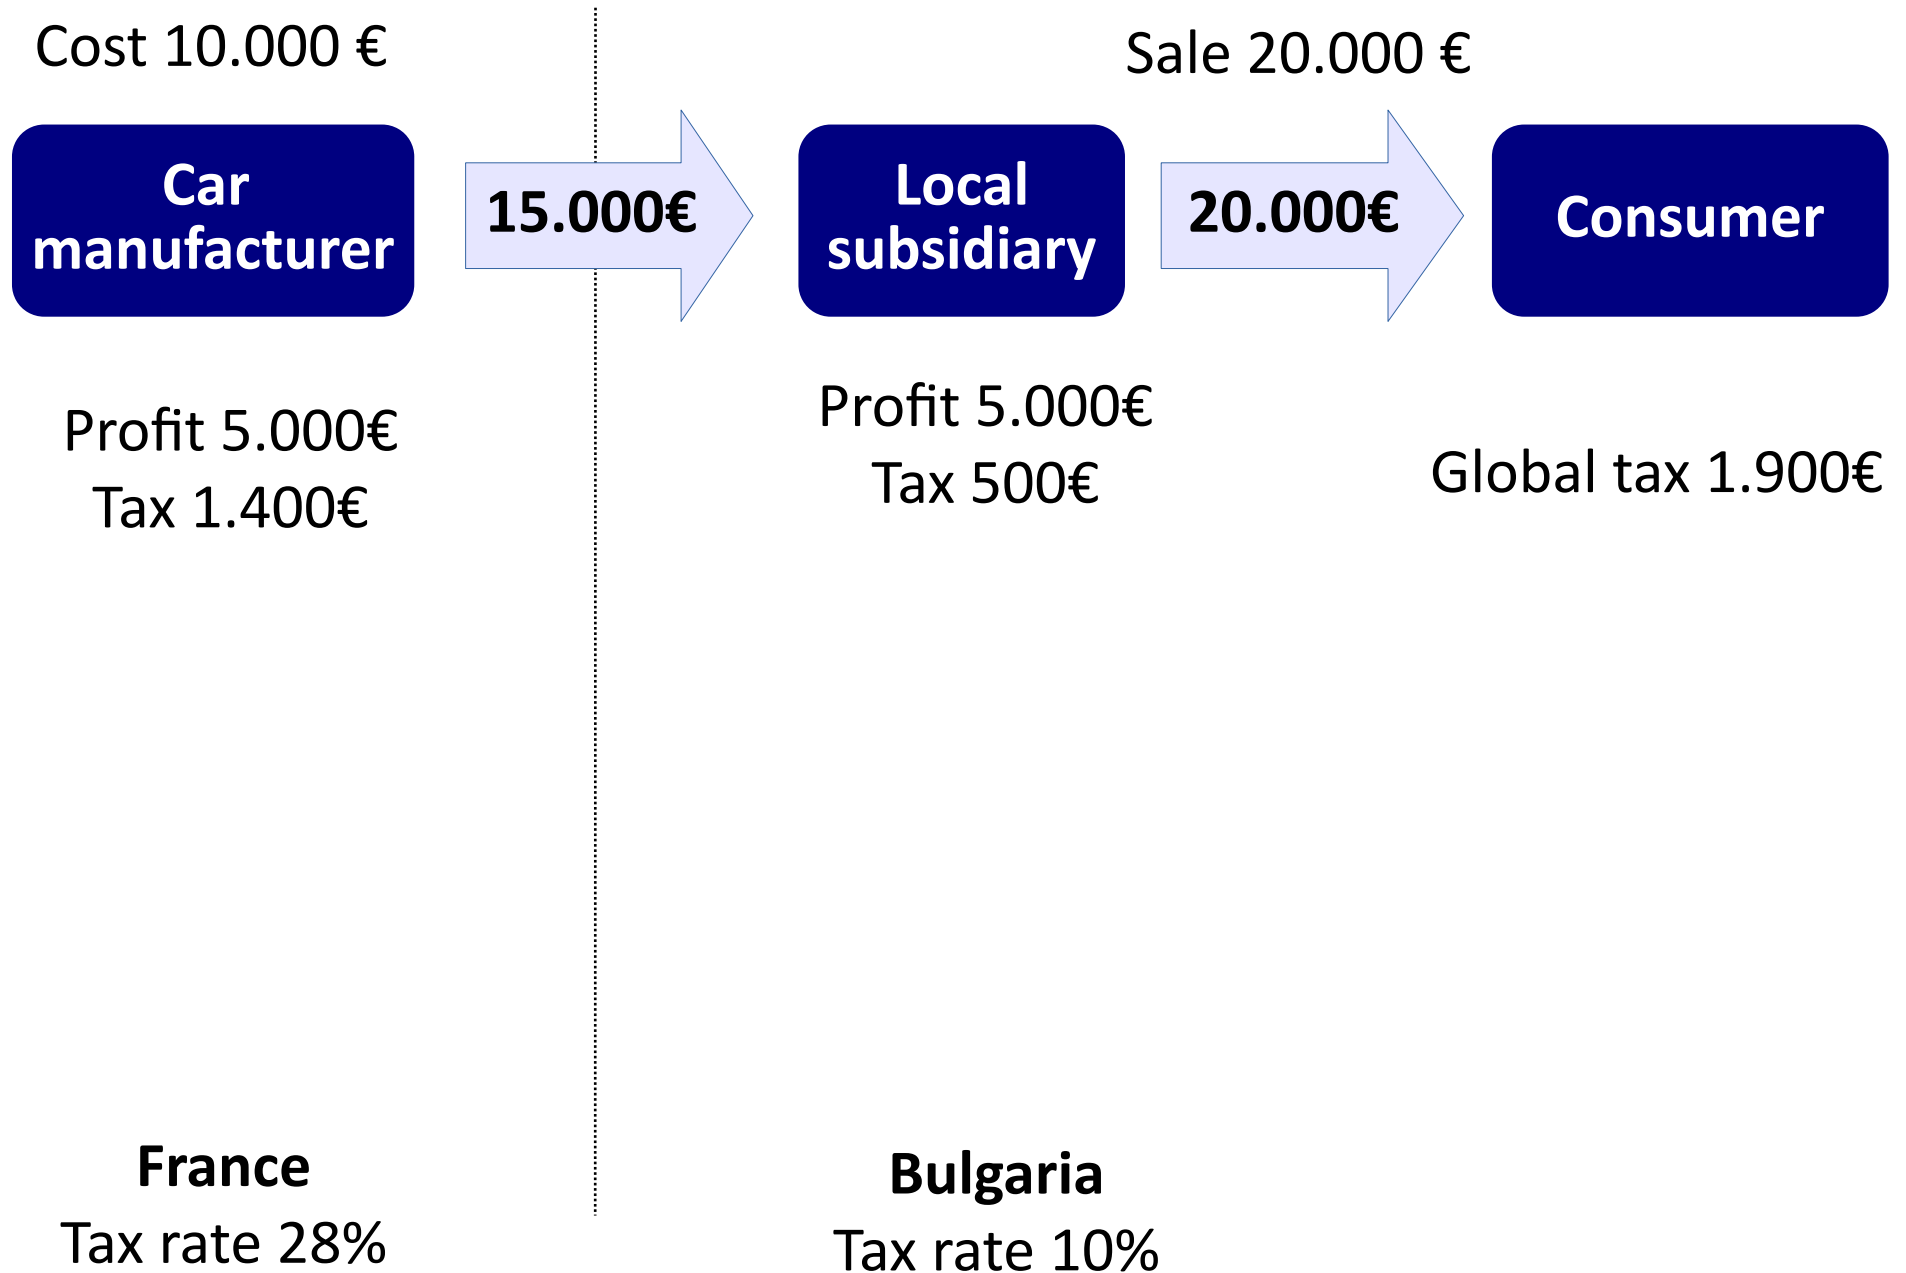 Cost 10.000 €
Sale 20.000 €
Car
manufacturer
15.000€
Local
subsidiary
20.000€
Consumer
Profit 5.000€
Tax 1.400€
Profit 5.000€
Tax 500€
Global tax 1.900€
France
Tax rate 28%
Bulgaria
Tax rate 10%